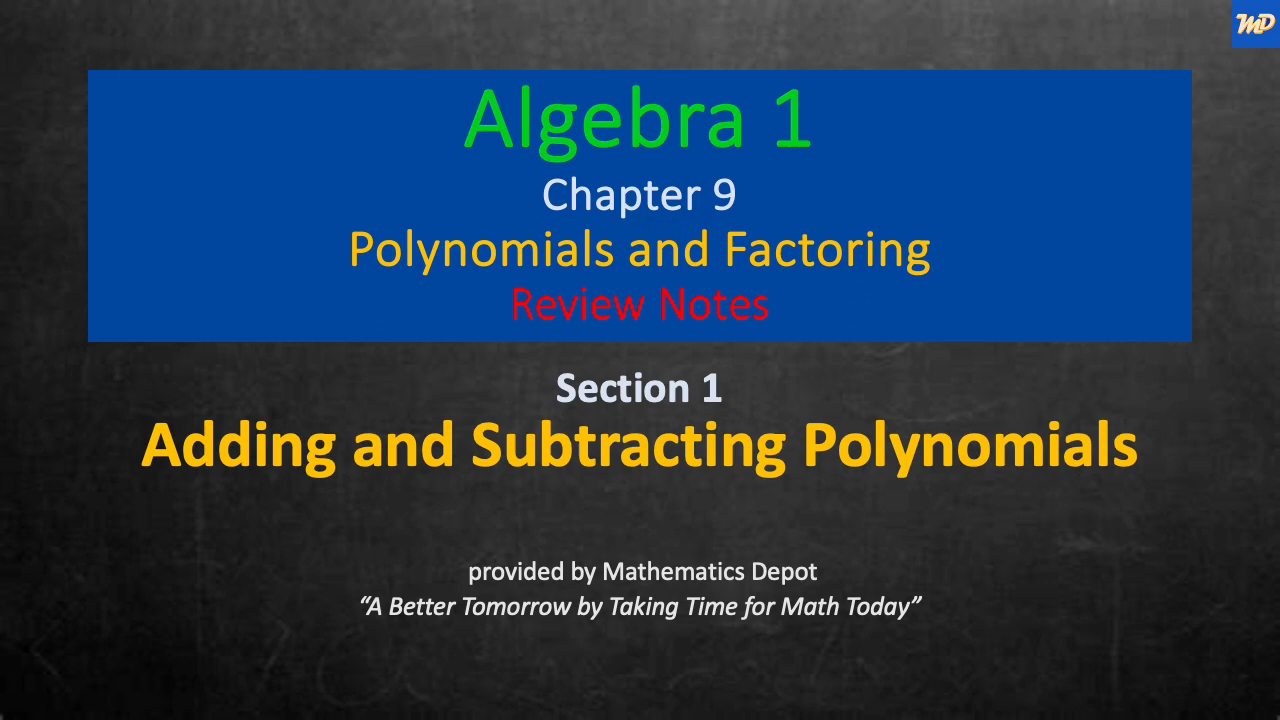 MD
Algebra 1
Chapter 9
Polynomials and Factoring
Review Notes
Section 1
Adding and Subtracting Polynomials
provided by Mathematics Depot
“A Better Tomorrow by Taking Time for Math Today”